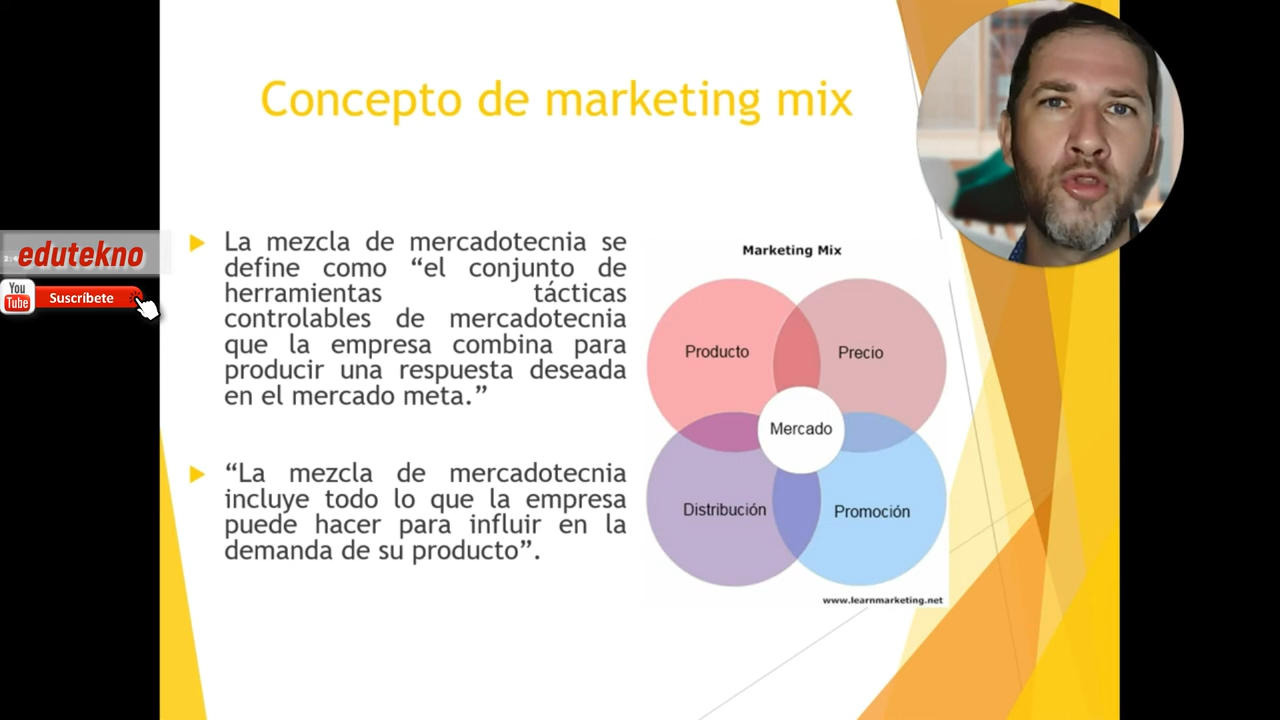 Concepto de marketing mix
edutekno
You
Tube
Suscríbete
La mezcla de mercadotecnia se
define como “el conjunto de
herramientas tácticas
controlables de mercadotecnia
que la empresa combina para
producir una respuesta deseada
en el mercado meta.”
“La mezcla de mercadotecnia
incluye todo lo que la empresa
puede hacer para influir en la
demanda de su producto”.
Marketing Mix
Producto
Precio
Mercado
Distribución
Promoción
www.learnmarketing.net